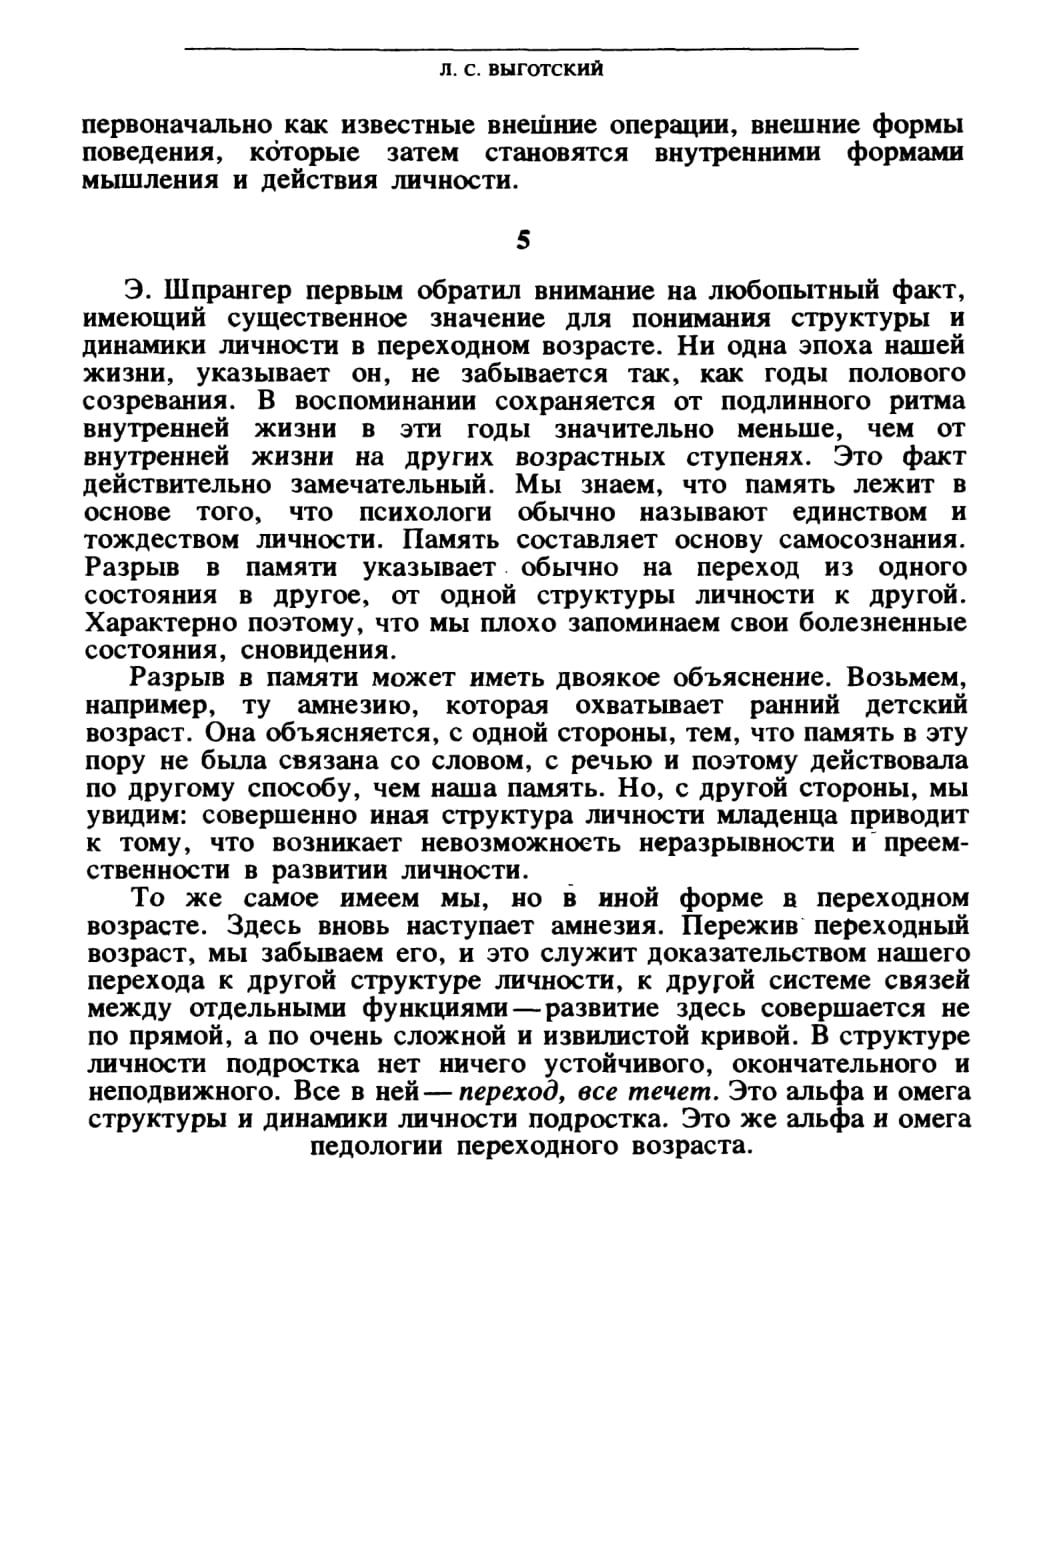 Л. С. ВЫГОТСКИЙ
первоначально как известные внешние операции, внешние формы
поведения, которые затем становятся внутренними формами
мышления и действия личности.
5
Э. Шпрангер первым обратил внимание на любопытный факт,
имеющий существенное значение для понимания структуры и
динамики личности в переходном возрасте. Ни одна эпоха нашей
жизни, указывает он, не забывается так, как годы полового
созревания. В воспоминании сохраняется от подлинного ритма
внутренней жизни в эти годы значительно меньше, чем от
внутренней жизни на других возрастных ступенях. Это факт
действительно замечательный. Мы знаем, что память лежит в
основе того, что психологи обычно называют единством и
тождеством личности. Память составляет основу самосознания.
Разрыв в памяти указывает обычно на переход из одного
состояния в другое, от одной структуры личности к другой.
Характерно поэтому, что мы плохо запоминаем свои болезненные
состояния, сновидения.
Разрыв в памяти может иметь двоякое объяснение. Возьмем,
например, ту амнезию, которая охватывает ранний детский
возраст. Она объясняется, с одной стороны, тем, что память в эту
пору не была связана со словом, с речью и поэтому действовала
по другому способу, чем наша память. Но, с другой стороны, мы
увидим: совершенно иная структура личности младенца приводит
к тому, что возникает невозможность неразрывности и преем-
ственности в развитии личности.
То же самое имеем мы, но в иной форме в переходном
возрасте. Здесь вновь наступает амнезия. Пережив переходный
возраст, мы забываем его, и это служит доказательством нашего
перехода к другой структуре личности, к другой системе связей
между отдельными функциями—развитие здесь совершается не
по прямой, а по очень сложной и извилистой кривой. В структуре
личности подростка нет ничего устойчивого, окончательного и
неподвижного. Все в ней—переход, все течет. Это альфа и омега
структуры и динамики личности подростка. Это же альфа и омега
педологии переходного возраста.